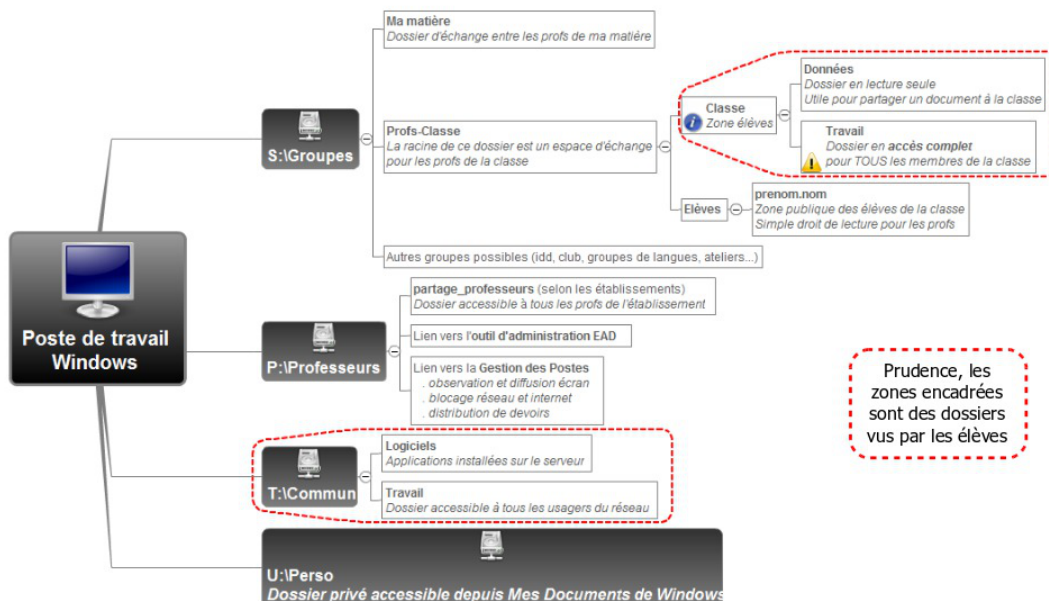 Poste de travail
Windows
S:\Groupes
Ma matière
Dossier d'échange entre les profs de ma matière
Profs-Classe
La racine de ce dossier est un espace d'échange
pour les profs de la classe
Classe
Zone élèves
Données
Dossier en lecture seule
Utile pour partager un document à la classe
Travail
Dossier en accès complet
pour TOUS les membres de la classe
Elèves
prenom.nom
Zone publique des élèves de la classe
Simple droit de lecture pour les profs
Autres groupes possibles (idd, club, groupes de langues, ateliers...)
P:\Professeurs
partage_professeurs (selon les établissements)
Dossier accessible à tous les profs de l'établissement
Lien vers l'outil d'administration EAD
Lien vers la Gestion des Postes
. observation et diffusion écran
. blocage réseau et internet
. distribution de devoirs
T:\Commun
Logiciels
Applications installées sur le serveur
Travail
Dossier accessible à tous les usagers du réseau
U:\Perso
Dossier privé accessible depuis Mes Documents de Windows
Prudence, les
zones encadrées
sont des dossiers
vus par les élèves